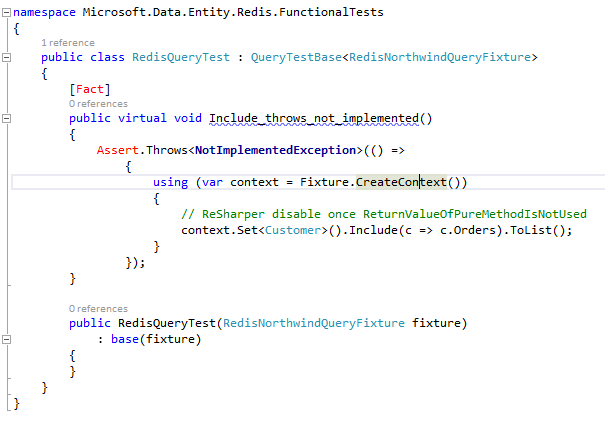 namespace Microsoft.Data.Entity.Redis.FunctionalTests
{
1 reference
public class RedisQueryTest : QueryTestBase<RedisNorthwindQueryFixture>
{
[Fact]
0 references
public virtual void Include_throws_not_implemented()
{
Assert.Throws<NotImplementedException>(() =>
{
using (var context = Fixture.CreateContext())
{
// ReSharper disable once ReturnValueOfPureMethodIsNotUsed
context.Set<Customer>().Include(c => c.Orders).ToList();
}
});
}
0 references
public RedisQueryTest(RedisNorthwindQueryFixture fixture)
: base(fixture)
{
}
}
}